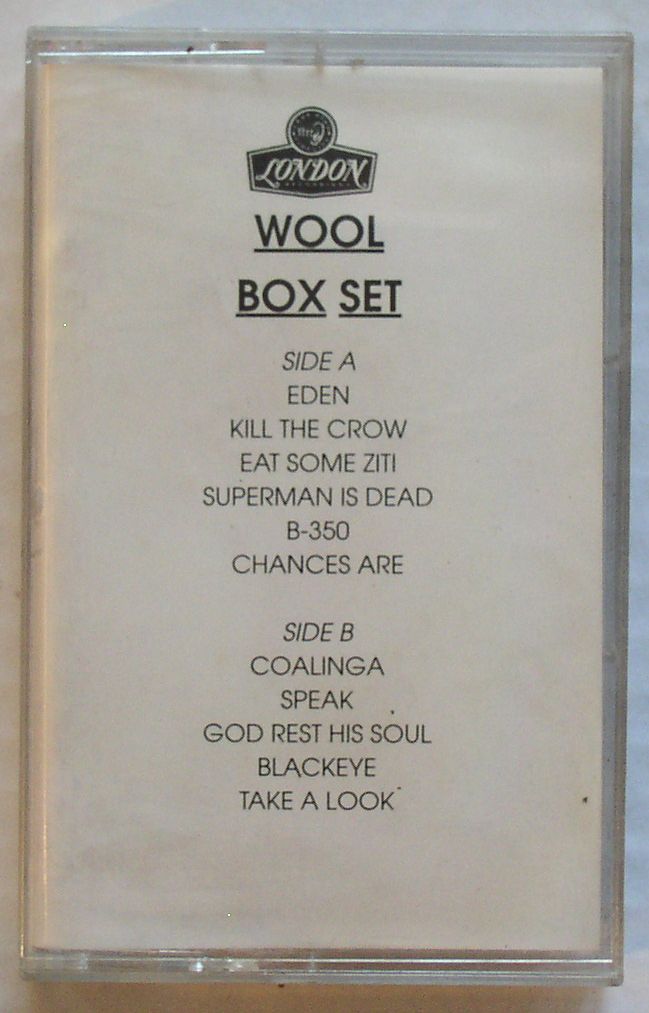 LONDON
RECORDINGS
WOOL
BOX SET
SIDE A
EDEN
KILL THE CROW
EAT SOME ZITI
SUPERMAN IS DEAD
B-350
CHANCES ARE
SIDE B
COALINGA
SPEAK
GOD REST HIS SOUL
BLACKEYE
TAKE A LOOK